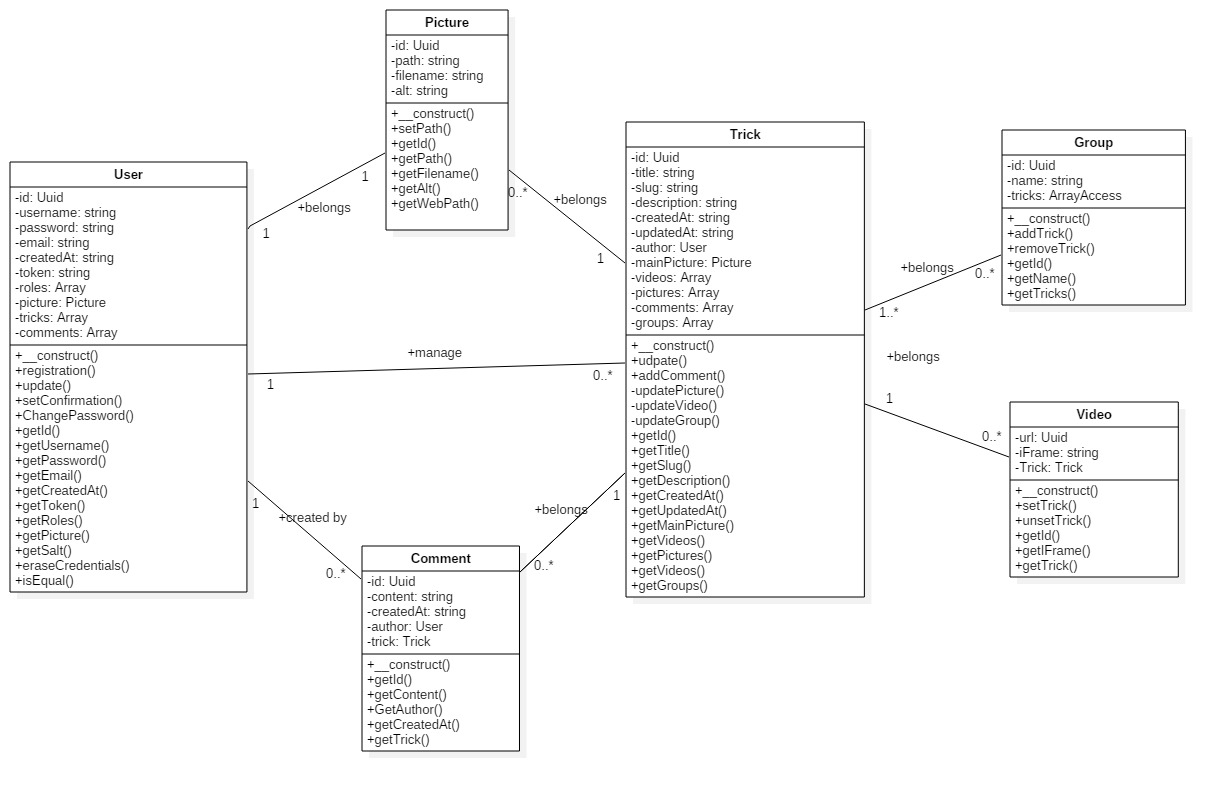 Picture
-id: Uuid
-path: string
-filename: string
-alt: string
+__construct()
+setPath()
+getId()
+getPath()
+getFilename()
+getAlt()
+getWebPath()
User
-id: Uuid
-username: string
-password: string
-email: string
-createdAt: string
-token: string
-roles: Array
-picture: Picture
-tricks: Array
-comments: Array
+__construct()
+registration()
+update()
+setConfirmation()
+ChangePassword()
+getId()
+getUsername()
+getPassword()
+getEmail()
+getCreatedAt()
+getToken()
+getRoles()
+getPicture()
+getSalt()
+eraseCredentials()
+isEqual()
1
+belongs
1
0..*
+belongs
1
+manage
1
0..*
1
+created by
0..*
+belongs
1
0..*
Trick
-id: Uuid
-title: string
-slug: string
-description: string
-createdAt: string
-updatedAt: string
-author: User
-mainPicture: Picture
-videos: Array
-pictures: Array
-comments: Array
-groups: Array
+__construct()
+udpate()
+addComment()
-updatePicture()
-updateVideo()
-updateGroup()
+getId()
+getTitle()
+getSlug()
+getDescription()
+getCreatedAt()
+getUpdatedAt()
+getMainPicture()
+getVideos()
+getPictures()
+getVideos()
+getGroups()
Comment
-id: Uuid
-content: string
-createdAt: string
-author: User
-trick: Trick
+__construct()
+getId()
+getContent()
+GetAuthor()
+getCreatedAt()
+getTrick()
+belongs
0..*
1..*
Group
-id: Uuid
-name: string
-tricks: ArrayAccess
+__construct()
+addTrick()
+removeTrick()
+getId()
+getName()
+getTricks()
+belongs
1
0..*
Video
-url: Uuid
-iFrame: string
-Trick: Trick
+__construct()
+setTrick()
+unsetTrick()
+getId()
+getIFrame()
+getTrick()